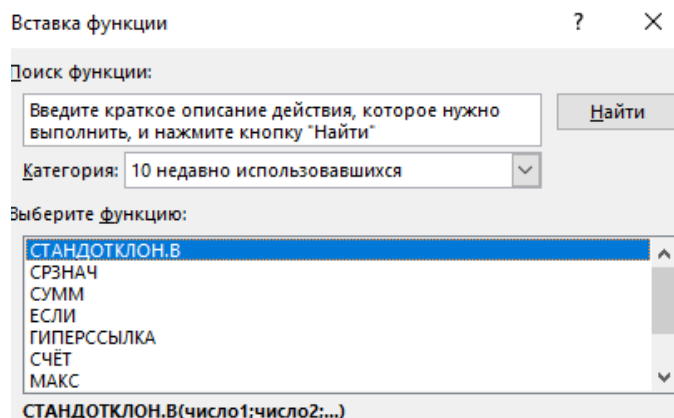 Вставка функции
?
Поиск функции:
Введите краткое описание действия, которое нужно
выполнить, и нажмите кнопку "Найти"
Найти
Категория: 10 недавно использовавшихся
Выберите функцию:
СТАНДОТКЛОН.В
СРЗНАЧ
СУММ
ЕСЛИ
ГИПЕРССЫЛКА
СЧЁТ
МАКС
СТАНДОТКЛОН.В(число1;число2;...)